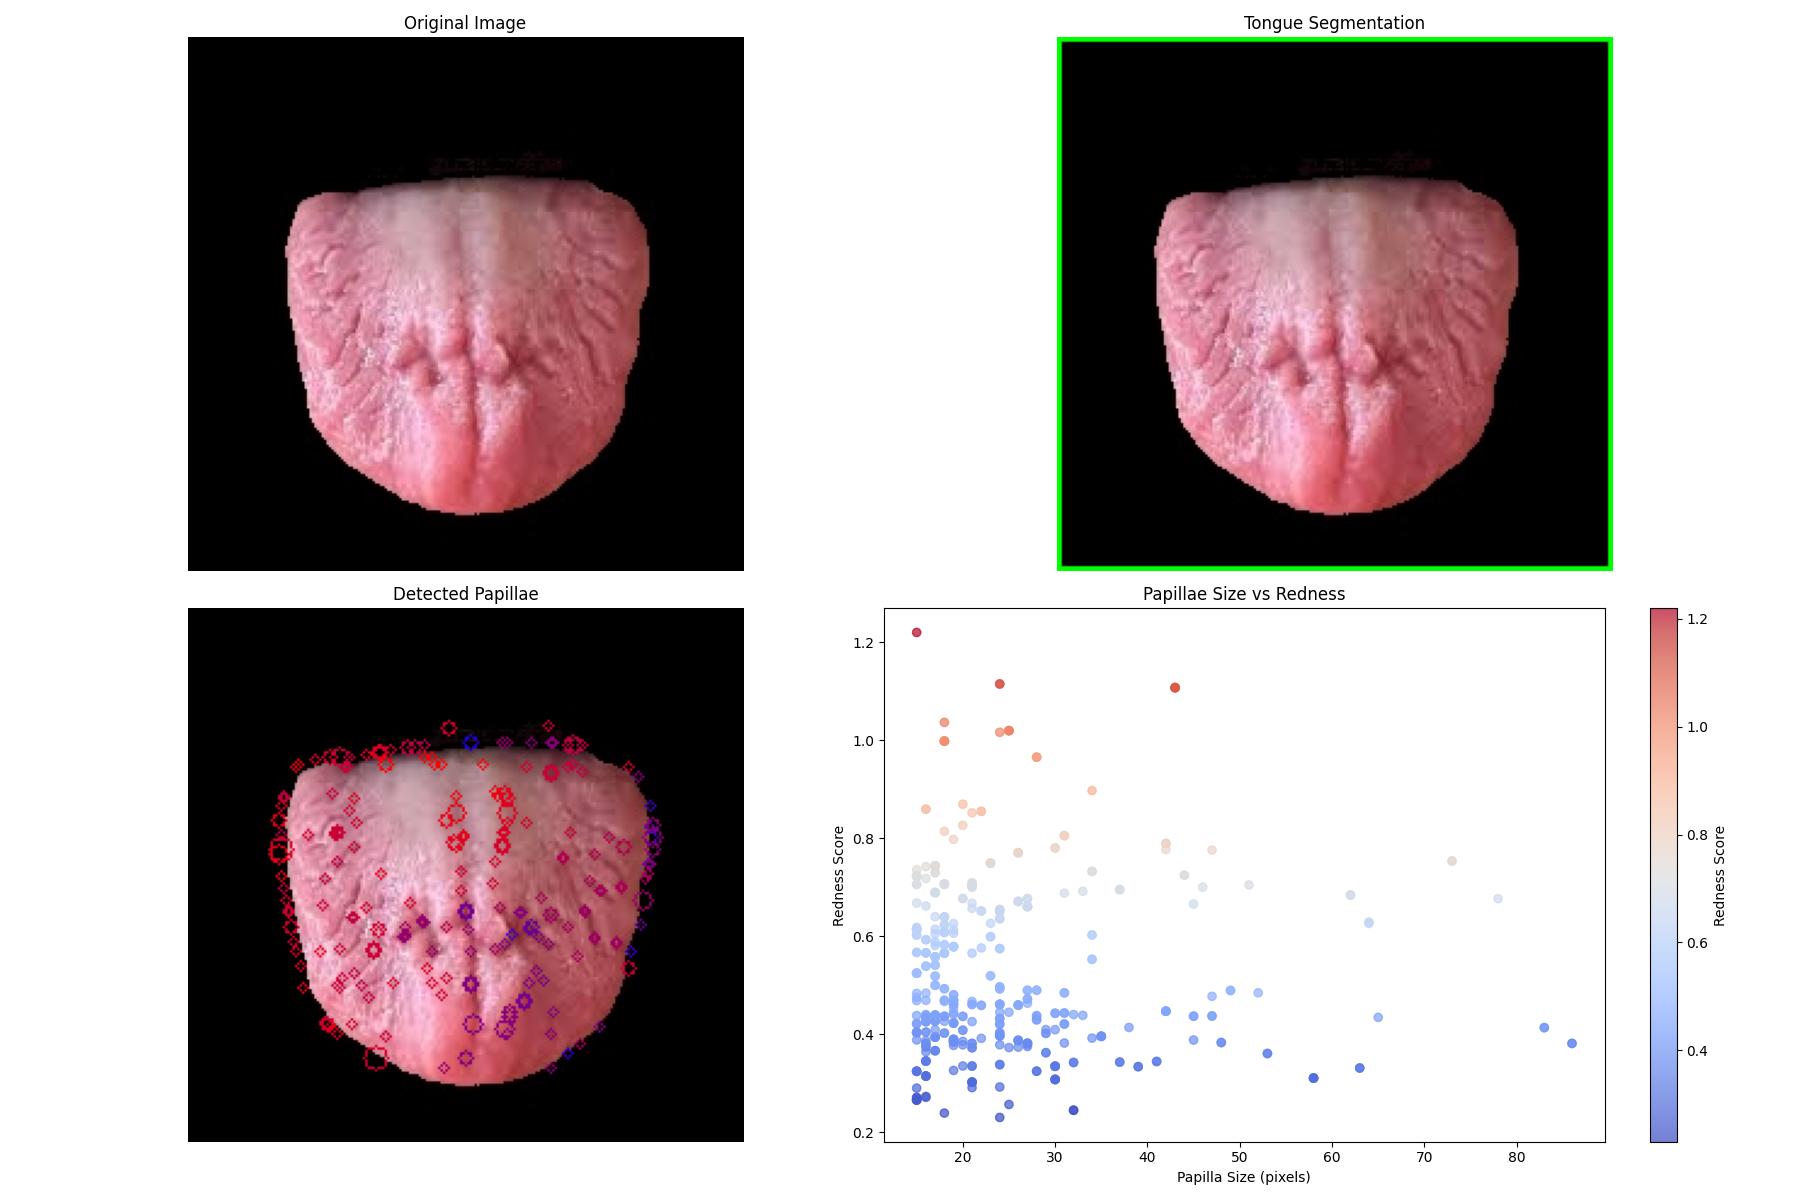 Original Image
Tongue Segmentation
Detected Papillae
Papillae Size vs Redness
1.2
1.0
0.8
0.6
0.4
0.2
Redness Score
20 30 40 50 60 70 80
Papilla Size (pixels)
1.2
1.0
0.8
0.6
0.4
Redness Score